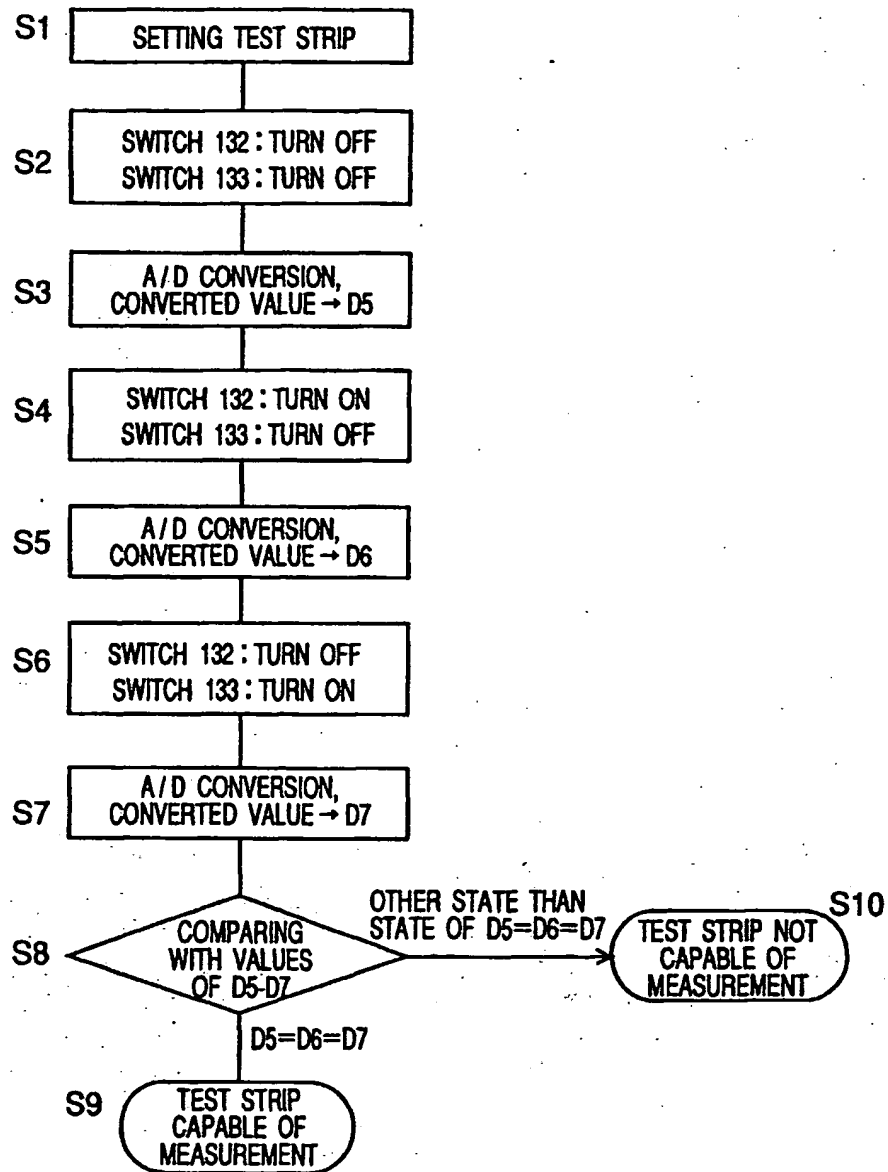 S1
SETTING TEST STRIP
S2
SWITCH 132 : TURN OFF
SWITCH 133 : TURN OFF
S3
A/D CONVERSION,
CONVERTED VALUE → D5
S4
SWITCH 132 : TURN ON
SWITCH 133 : TURN OFF
S5
A/D CONVERSION,
CONVERTED VALUE → D6
S6
SWITCH 132 : TURN OFF
SWITCH 133 : TURN ON
S7
A/D CONVERSION,
CONVERTED VALUE → D7
S8
COMPARING
WITH VALUES
OF D5-D7
OTHER STATE THAN
STATE OF D5=D6=D7
S10
TEST STRIP NOT
CAPABLE OF
MEASUREMENT
D5=D6=D7
S9
TEST STRIP
CAPABLE OF
MEASUREMENT